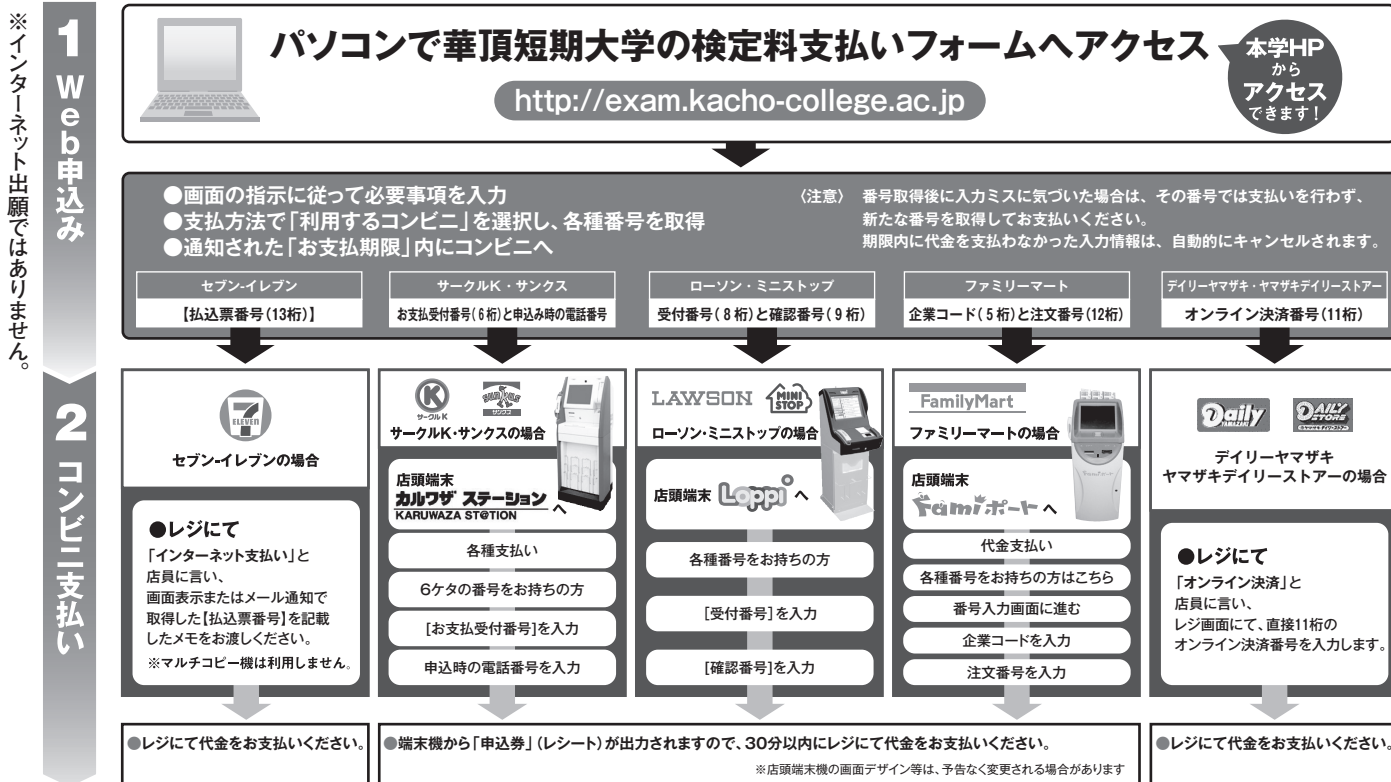 ※インターネット出願ではありません。
1 Web申込み
パソコンで華頂短期大学の検定料支払いフォームへアクセス
http://exam.kacho-college.ac.jp
本学HP
から
アクセス
できます！
●画面の指示に従って必要事項を入力
●支払方法で「利用するコンビニ」を選択し、各種番号を取得
●通知された「お支払期限」内にコンビニへ
〈注意〉 番号取得後に入力ミスに気づいた場合は、その番号では支払いを行わず、
新たな番号を取得してお支払いください。
期限内に代金を支払わなかった入力情報は、自動的にキャンセルされます。
セブン-イレブン
【払込票番号（13桁）】
サークルK・サンクス
お支払受付番号（6桁）と申込み時の電話番号
ローソン・ミニストップ
受付番号（8桁）と確認番号（9桁）
ファミリーマート
企業コード（5桁）と注文番号（12桁）
デイリーヤマザキ・ヤマザキデイリーストアー
オンライン決済番号（11桁）
2 コンビニ支払い
7
ELEVEN
セブン-イレブンの場合
●レジにて
「インターネット支払い」と
店員に言い、
画面表示またはメール通知で
取得した【払込票番号】を記載
したメモをお渡しください。
※マルチコピー機は利用しません。
K
サークルK
SUNKUS
サンクス
サークルK・サンクスの場合
店頭端末
カルワザ ステーション
KARUWAZA ST@TION
へ
各種支払い
6ケタの番号をお持ちの方
[お支払受付番号]を入力
申込時の電話番号を入力
LAWSON
MINI
STOP
ローソン・ミニストップの場合
店頭端末 Loppi へ
各種番号をお持ちの方
[受付番号]を入力
[確認番号]を入力
FamilyMart
ファミリーマートの場合
店頭端末
Famiポート へ
代金支払い
各種番号をお持ちの方はこちら
番号入力画面に進む
企業コードを入力
注文番号を入力
Daily
YAMAZAKI
DAILY
STORE
ヤマザキデイリーストアー
デイリーヤマザキ
ヤマザキデイリーストアーの場合
●レジにて
「オンライン決済」と
店員に言い、
レジ画面にて、直接11桁の
オンライン決済番号を入力します。
●レジにて代金をお支払いください。
●端末機から「申込券」（レシート）が出力されますので、30分以内にレジにて代金をお支払いください。
※店頭端末機の画面デザイン等は、予告なく変更される場合があります
●レジにて代金をお支払いください。